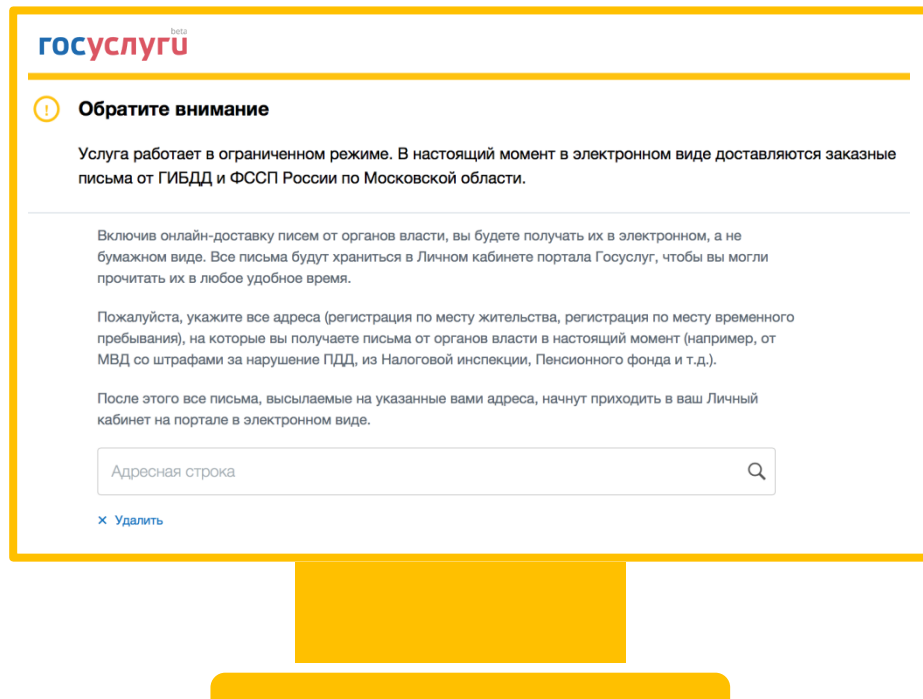 beta
госуслуги
Обратите внимание
Услуга работает в ограниченном режиме. В настоящий момент в электронном виде доставляются заказные
письма от ГИБДД и ФССП России по Московской области.
Включив онлайн-доставку писем от органов власти, вы будете получать их в электронном, а не
бумажном виде. Все письма будут храниться в Личном кабинете портала Госуслуг, чтобы вы могли
прочитать их в любое удобное время.
Пожалуйста, укажите все адреса (регистрация по месту жительства, регистрация по месту временного
пребывания), на которые вы получаете письма от органов власти в настоящий момент (например, от
МВД со штрафами за нарушение ПДД, из Налоговой инспекции, Пенсионного фонда и т.д.).
После этого все письма, высылаемые на указанные вами адреса, начнут приходить в ваш Личный
кабинет на портале в электронном виде.
Адресная строка
× Удалить